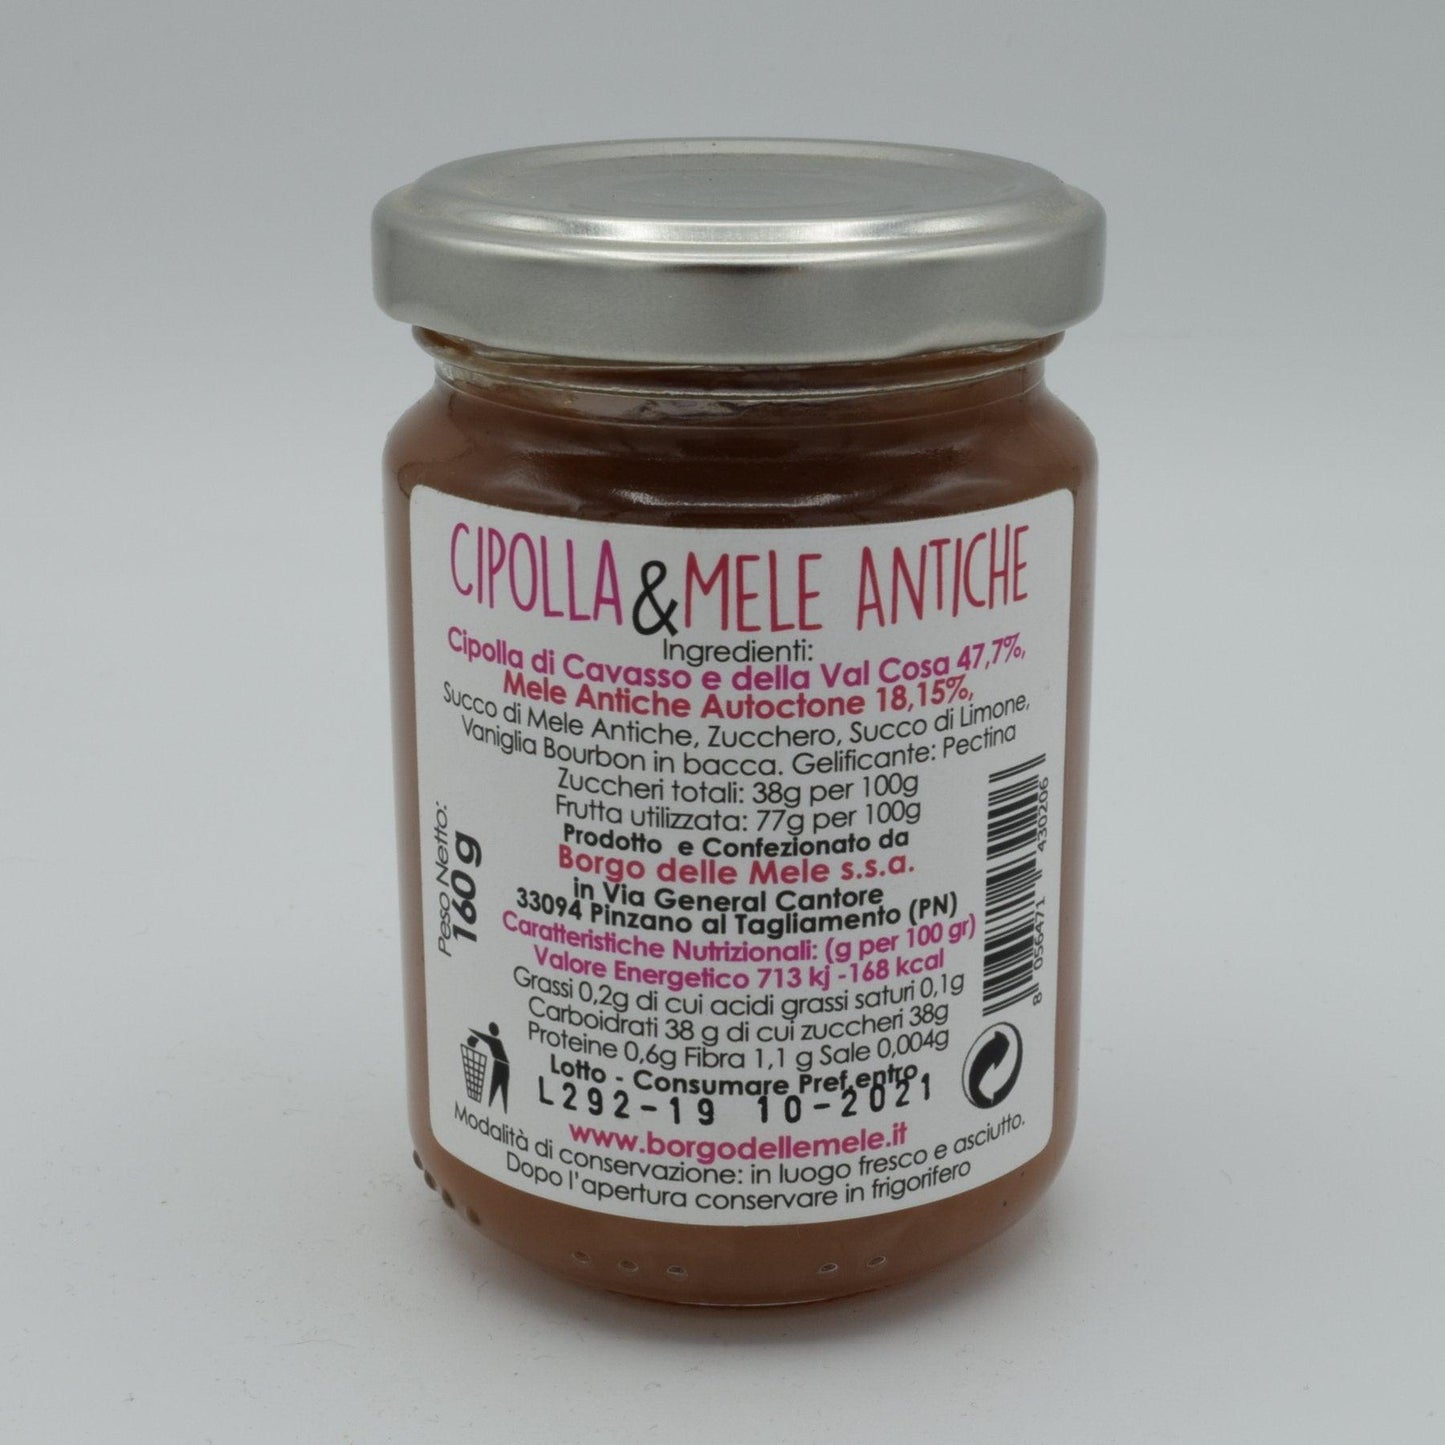 CIPOLLA & MELE ANTICHE
Ingredienti:
Cipolla di Cavasso e della Val Cosa 47,7%,
Mele Antiche Autoctone 18,15%,
Succo di Mele Antiche, Zucchero, Succo di Limone,
Vaniglia Bourbon in bacca. Gelificante: Pectina
Zuccheri totali: 38g per 100g
Frutta utilizzata: 77g per 100g
Prodotto e Confezionato da
Borgo delle Mele s.s.a.
in Via General Cantore
33094 Pinzano al Tagliamento (PN)
Caratteristiche Nutrizionali: (g per 100 gr)
Valore Energetico 713 kj -168 kcal
Grassi 0,2g di cui acidi grassi saturi 0,1g
Carboidrati 38 g di cui zuccheri 38g
Proteine 0,6g Fibra 1,1 g Sale 0,004g
Lotto - Consumare Pref.entro
L292-19 10-2021
www.borgodellemele.it
Modalità di conservazione: in luogo fresco e asciutto.
Dopo l'apertura conservare in frigorifero
Peso Netto:
160 g
8 056471 430206